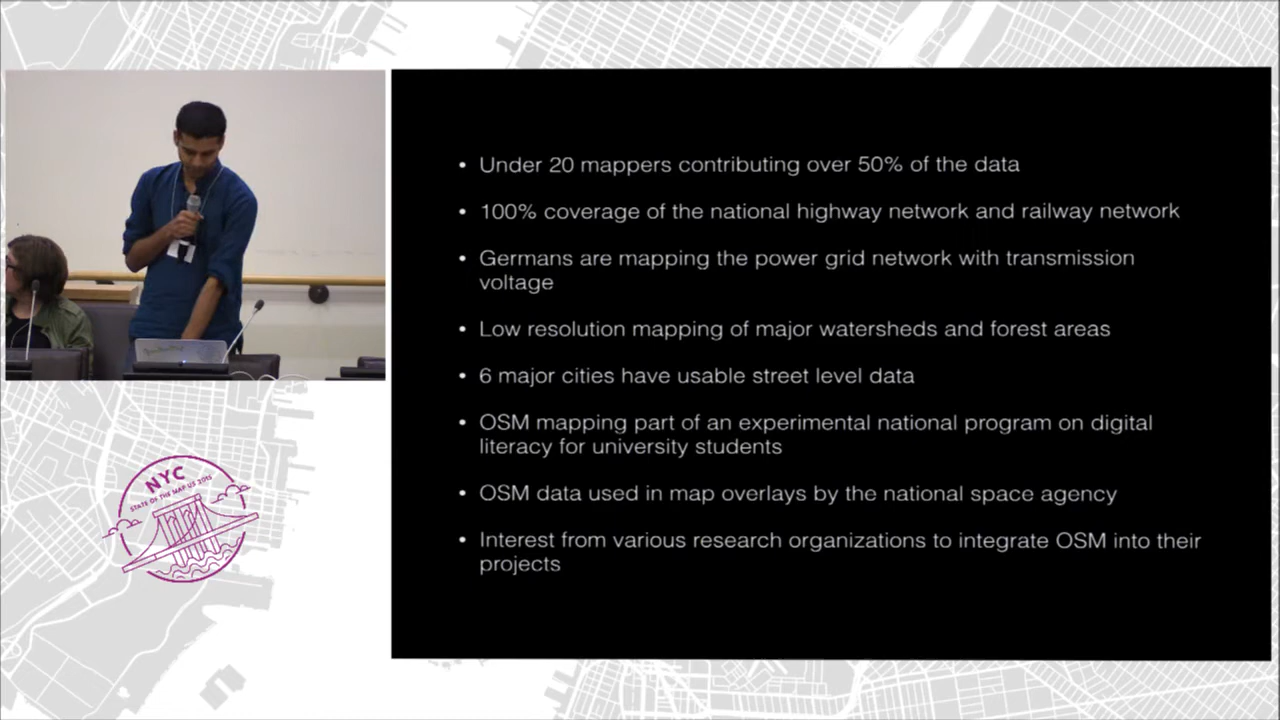 • Under 20 mappers contributing over 50% of the data
• 100% coverage of the national highway network and railway network
• Germans are mapping the power grid network with transmission
voltage
• Low resolution mapping of major watersheds and forest areas
• 6 major cities have usable street level data
• OSM mapping part of an experimental national program on digital
literacy for university students
• OSM data used in map overlays by the national space agency
• Interest from various research organizations to integrate OSM into their
projects
NYC
STATE OF THE MAP US 2015